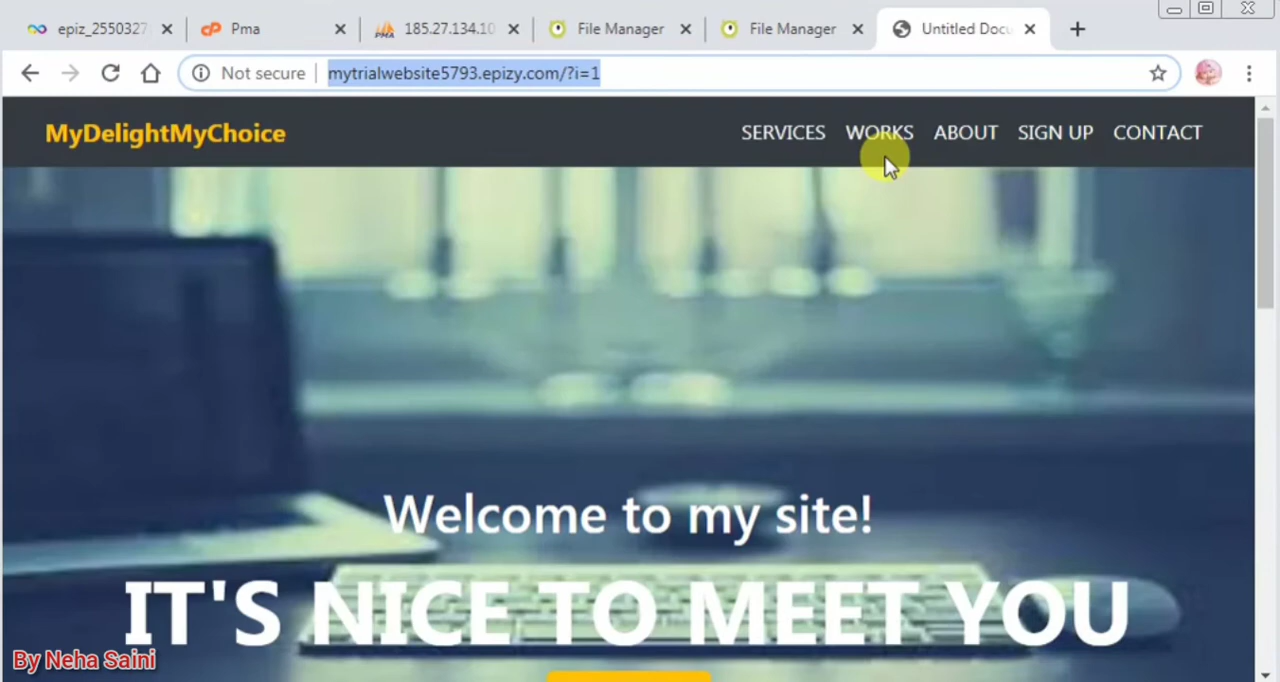 epiz_2550327
Pma
185.27.134.10
File Manager
File Manager
Untitled Docu
Not secure
mytrialwebsite5793.epizy.com/?i=1
MyDelightMyChoice
SERVICES WORKS ABOUT SIGN UP CONTACT
Welcome to my site!
IT'S NICE TO MEET YOU
By Neha Saini